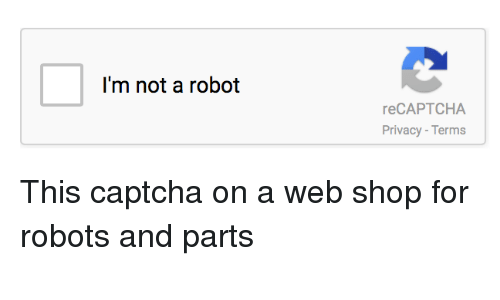 I'm not a robot
reCAPTCHA
Privacy - Terms
This captcha on a web shop for
robots and parts